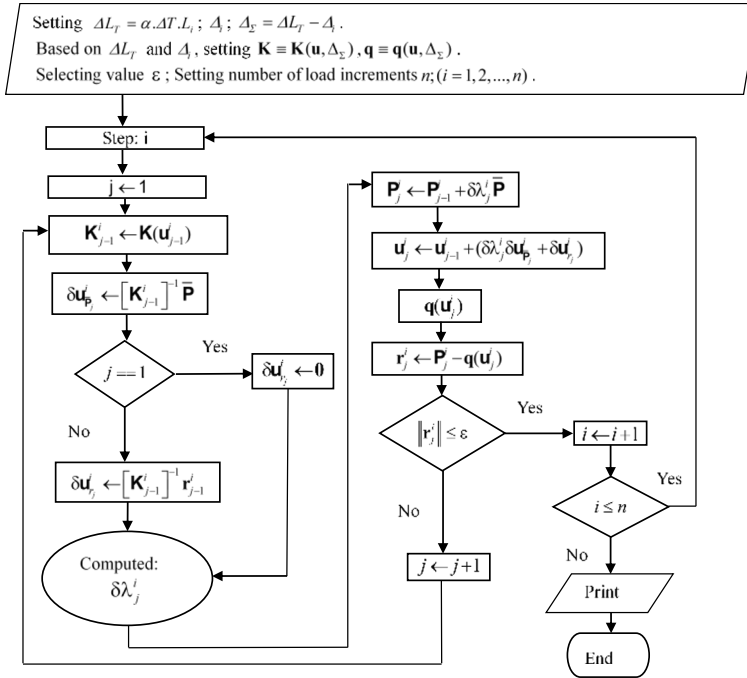 Setting ΔL_T = α.ΔT.L_i ; Δ_i ; Δ_Σ = ΔL_T − Δ_i .
Based on ΔL_T and Δ_i , setting K ≡ K(u,Δ_Σ) , q ≡ q(u,Δ_Σ) .
Selecting value ε ; Setting number of load increments n;(i = 1,2,...,n) .
Step: i
j ← 1
K^i_{j-1} ← K(u^i_{j-1})
δu^i_{P̄_j} ← [K^i_{j-1}]^{-1} P̄
j == 1
Yes
δu^i_{r_j} ← 0
No
δu^i_{r_j} ← [K^i_{j-1}]^{-1} r^i_{j-1}
Computed:
δλ^i_j
P^i_j ← P^i_{j-1} + δλ^i_j P̄
u^i_j ← u^i_{j-1} + (δλ^i_j δu^i_{P̄_j} + δu^i_{r_j})
q(u^i_j)
r^i_j ← P^i_j − q(u^i_j)
‖r^i_j‖ ≤ ε
Yes
No
j ← j+1
i ← i+1
i ≤ n
Yes
No
Print
End